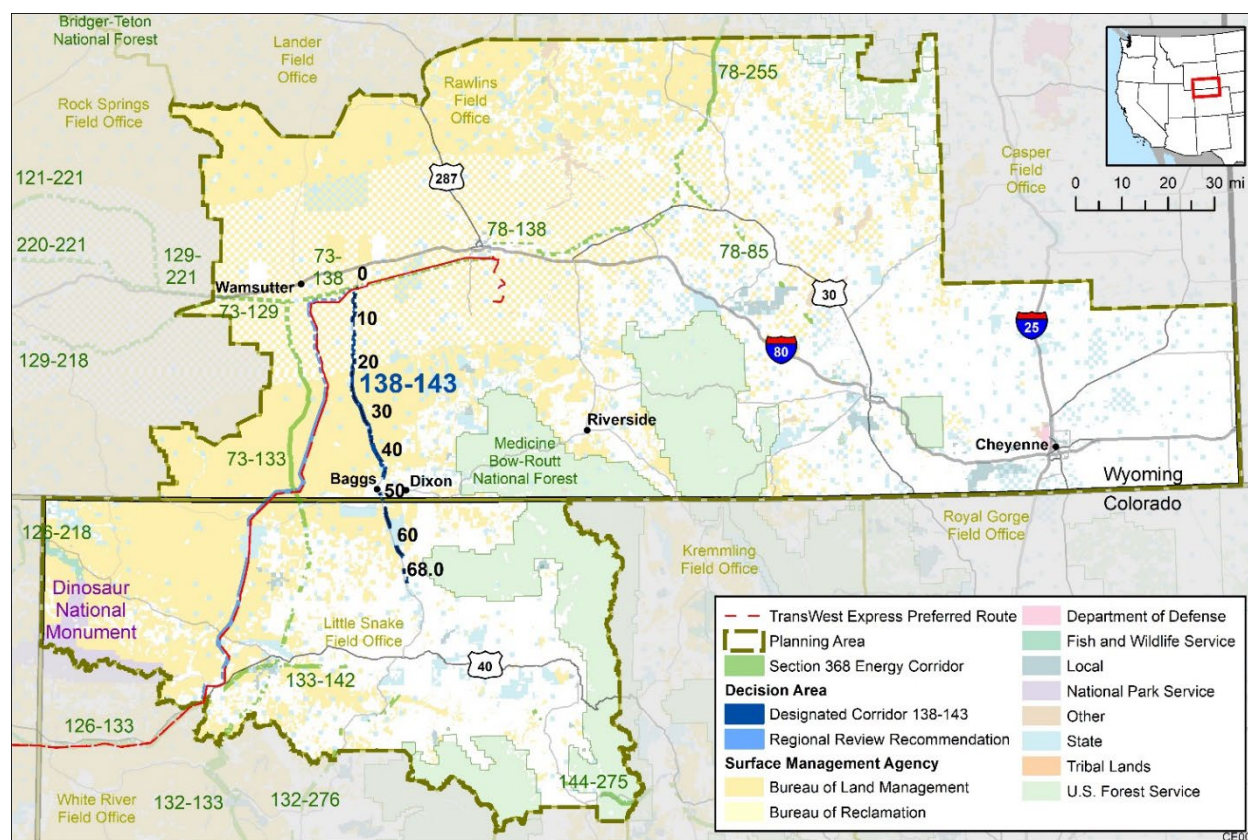 Bridger-Teton
National Forest
Lander
Field
Office
Rawlins
Field
Office
78-255
Rock Springs
Field Office
Casper
Field
Office
0 10 20 30 mi
121-221
287
220-221
129-
221
73-
138
0
78-138
78-85
Wamsutter
73-129
10
30
25
129-218
20
80
138-143
30
Riverside
40
Medicine
Bow-Routt
National Forest
Cheyenne
73-133
Baggs
50
Dixon
Wyoming
Colorado
126-218
60
Royal Gorge
Field Office
68.0
Kremmling
Field Office
Dinosaur
National
Monument
Little Snake
Field Office
40
133-142
126-133
144-275
White River
Field Office
132-133
132-276
TransWest Express Preferred Route
Planning Area
Section 368 Energy Corridor
Decision Area
Designated Corridor 138-143
Regional Review Recommendation
Surface Management Agency
Bureau of Land Management
Bureau of Reclamation
Department of Defense
Fish and Wildlife Service
Local
National Park Service
Other
State
Tribal Lands
U.S. Forest Service